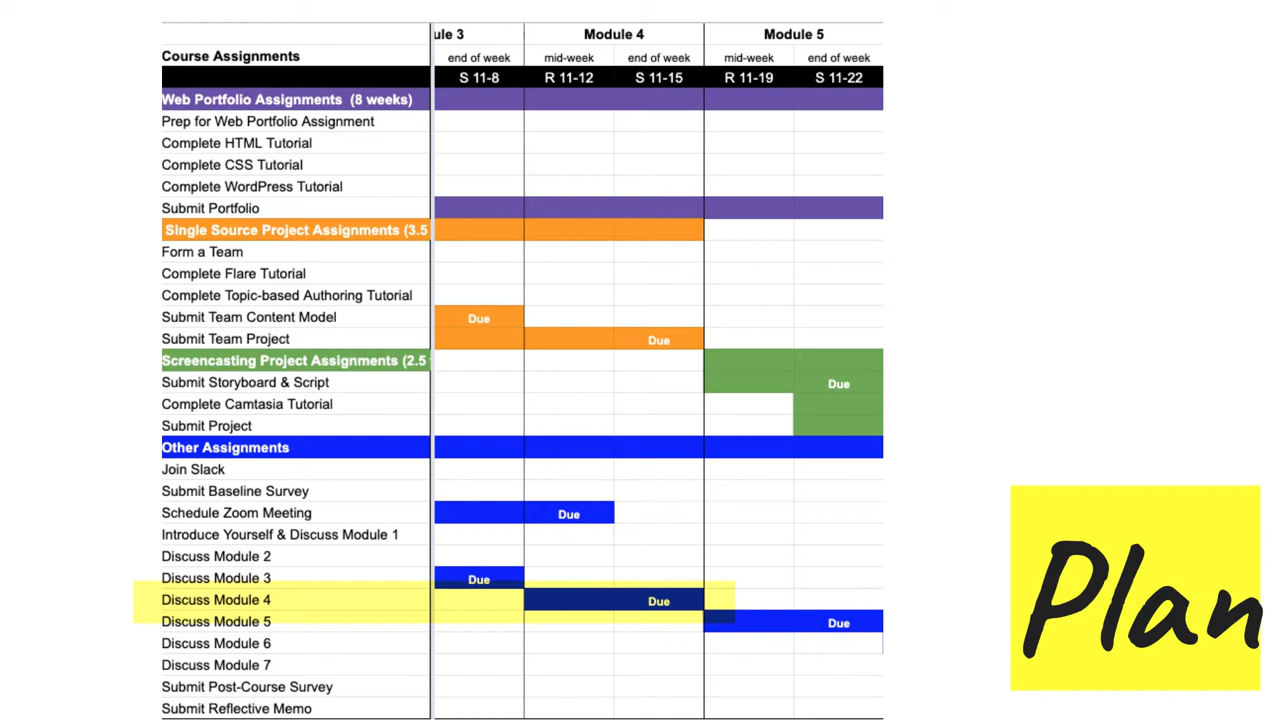 ule 3 Module 4 Module 5
Course Assignments end of week mid-week end of week mid-week end of week
S 11-8 R 11-12 S 11-15 R 11-19 S 11-22
Web Portfolio Assignments (8 weeks)
Prep for Web Portfolio Assignment
Complete HTML Tutorial
Complete CSS Tutorial
Complete WordPress Tutorial
Submit Portfolio
Single Source Project Assignments (3.5
Form a Team
Complete Flare Tutorial
Complete Topic-based Authoring Tutorial
Submit Team Content Model Due
Submit Team Project Due
Screencasting Project Assignments (2.5
Submit Storyboard & Script Due
Complete Camtasia Tutorial
Submit Project
Other Assignments
Join Slack
Submit Baseline Survey
Schedule Zoom Meeting Due
Introduce Yourself & Discuss Module 1
Discuss Module 2
Discuss Module 3 Due
Discuss Module 4 Due
Discuss Module 5 Due
Discuss Module 6
Discuss Module 7
Submit Post-Course Survey
Submit Reflective Memo
Plan